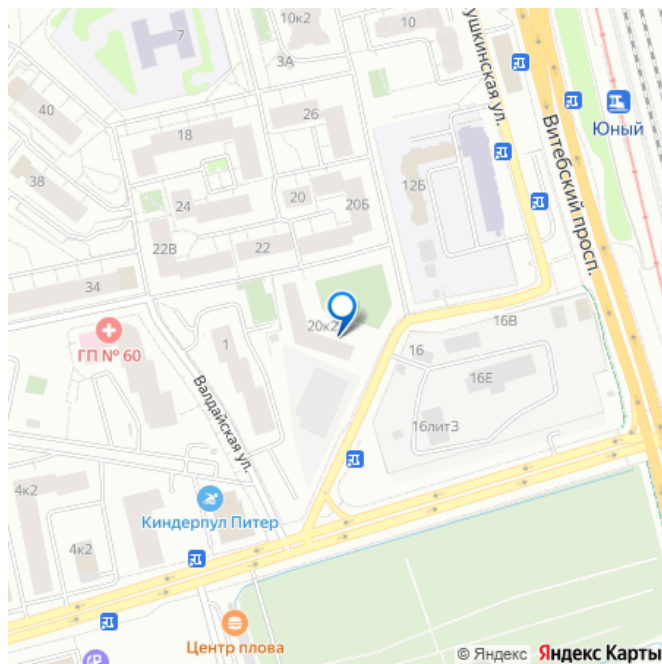 10к2
10
7
3А
ушкинская ул.
40
26
Юный
Витебский просп.
18
38
12Б
24
20
20Б
22В
22
34
20к2
16В
ГП № 60
1
16
16Е
Валдайская ул.
16литЗ
4к2
Киндерпул Питер
4к2
Центр плова
© Яндекс Яндекс Карты